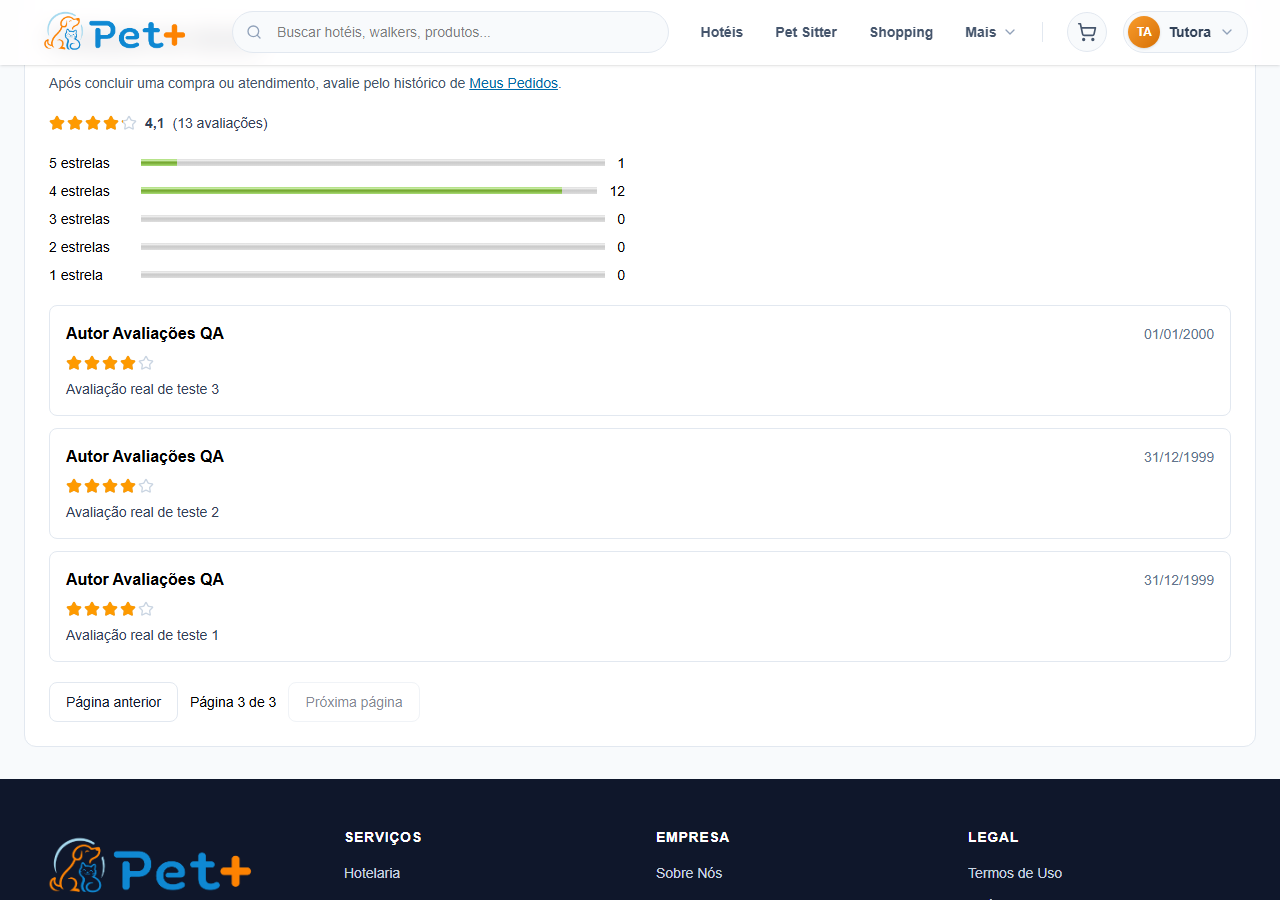 Pet+
Buscar hotéis, walkers, produtos...
Hotéis
Pet Sitter
Shopping
Mais
TA
Tutora
Após concluir uma compra ou atendimento, avalie pelo histórico de Meus Pedidos.
4,1 (13 avaliações)
5 estrelas 1
4 estrelas 12
3 estrelas 0
2 estrelas 0
1 estrela 0
Autor Avaliações QA
01/01/2000
Avaliação real de teste 3
Autor Avaliações QA
31/12/1999
Avaliação real de teste 2
Autor Avaliações QA
31/12/1999
Avaliação real de teste 1
Página anterior
Página 3 de 3
Próxima página
Pet+
SERVIÇOS
Hotelaria
EMPRESA
Sobre Nós
LEGAL
Termos de Uso